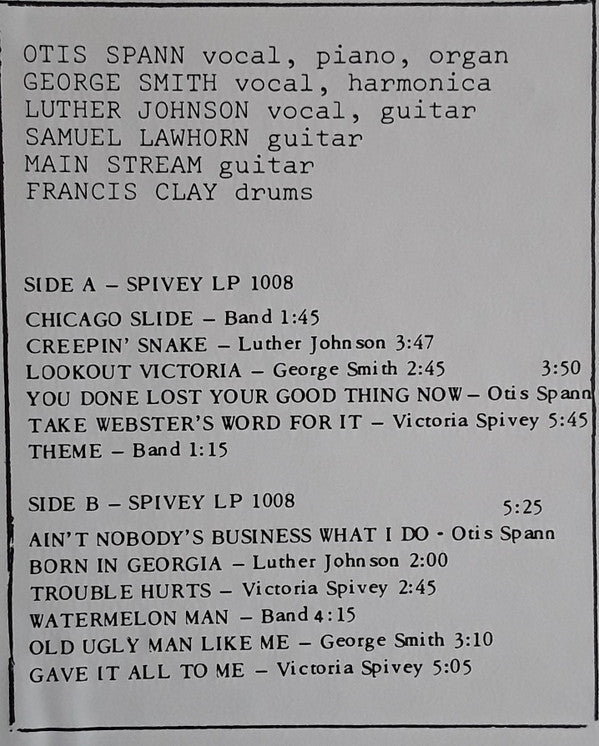 OTIS SPANN vocal, piano, organ
GEORGE SMITH vocal, harmonica
LUTHER JOHNSON vocal, guitar
SAMUEL LAWHORN guitar
MAIN STREAM guitar
FRANCIS CLAY drums
SIDE A – SPIVEY LP 1008
CHICAGO SLIDE – Band 1:45
CREEPIN' SNAKE – Luther Johnson 3:47
LOOKOUT VICTORIA – George Smith 2:45
3:50
YOU DONE LOST YOUR GOOD THING NOW – Otis Spann
TAKE WEBSTER'S WORD FOR IT – Victoria Spivey 5:45
THEME – Band 1:15
SIDE B – SPIVEY LP 1008
5:25
AIN'T NOBODY'S BUSINESS WHAT I DO - Otis Spann
BORN IN GEORGIA – Luther Johnson 2:00
TROUBLE HURTS – Victoria Spivey 2:45
WATERMELON MAN – Band 4:15
OLD UGLY MAN LIKE ME – George Smith 3:10
GAVE IT ALL TO ME – Victoria Spivey 5:05